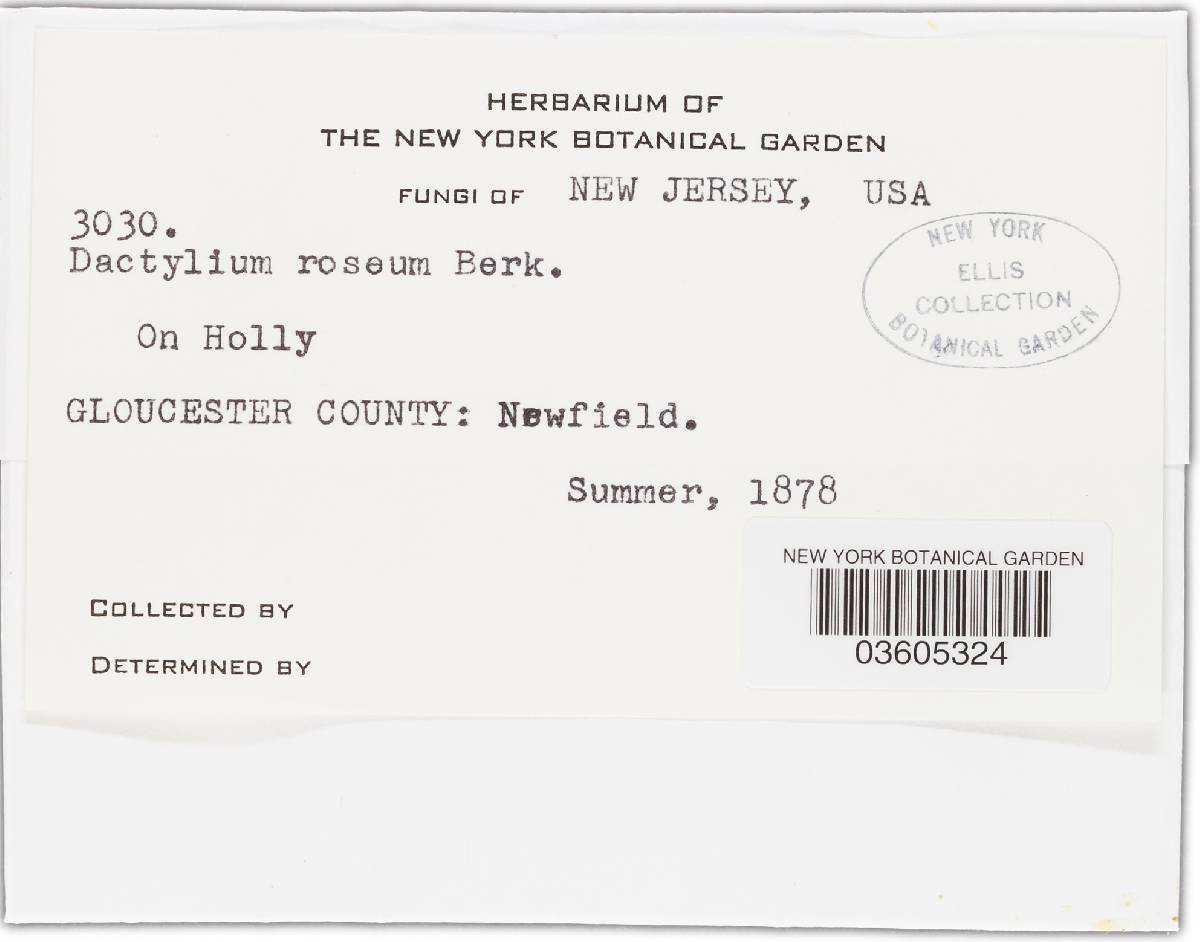 HERBARIUM OF
THE NEW YORK BOTANICAL GARDEN
FUNGI OF NEW JERSEY, USA
3030.
Dactylium roseum Berk.
NEW YORK
ELLIS
COLLECTION
BOTANICAL GARDEN
On Holly
GLOUCESTER COUNTY: Newfield.
Summer, 1878
NEW YORK BOTANICAL GARDEN
03605324
COLLECTED BY
DETERMINED BY